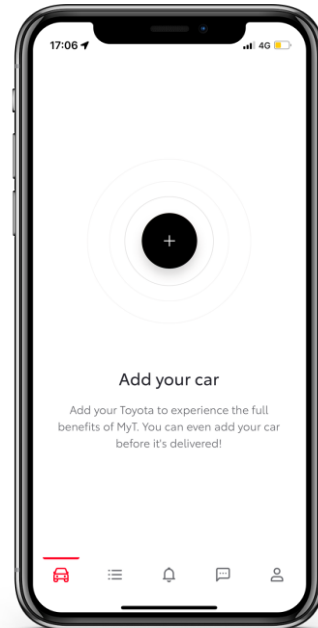 17:06
4G
Add your car
Add your Toyota to experience the full
benefits of MyT. You can even add your car
before it's delivered!